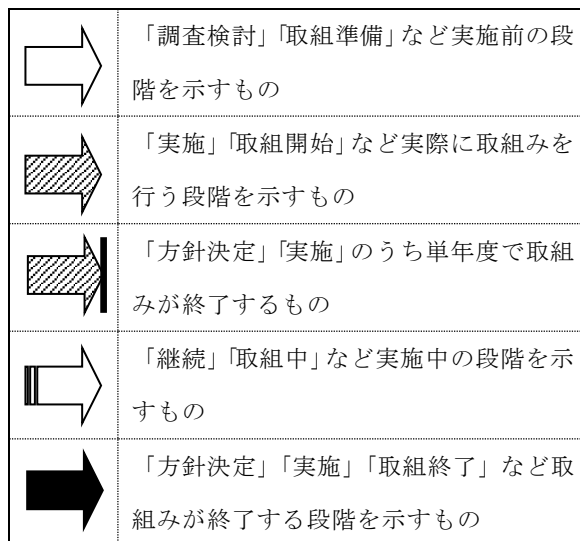 「調査検討」「取組準備」など実施前の段
階を示すもの
「実施」「取組開始」など実際に取組みを
行う段階を示すもの
「方針決定」「実施」のうち単年度で取組
みが終了するもの
「継続」「取組中」など実施中の段階を示
すもの
「方針決定」「実施」「取組終了」など取
組みが終了する段階を示すもの